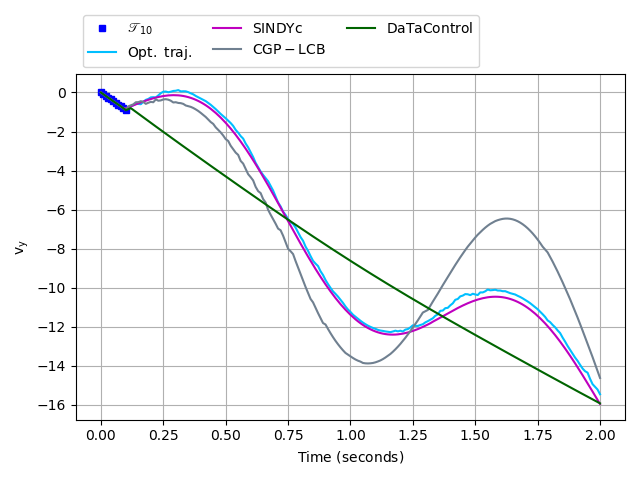 𝒯₁₀
Opt. traj.
SINDYc
CGP − LCB
DaTaControl
0
−2
−4
−6
−8
−10
−12
−14
−16
v_y
0.00 0.25 0.50 0.75 1.00 1.25 1.50 1.75 2.00
Time (seconds)